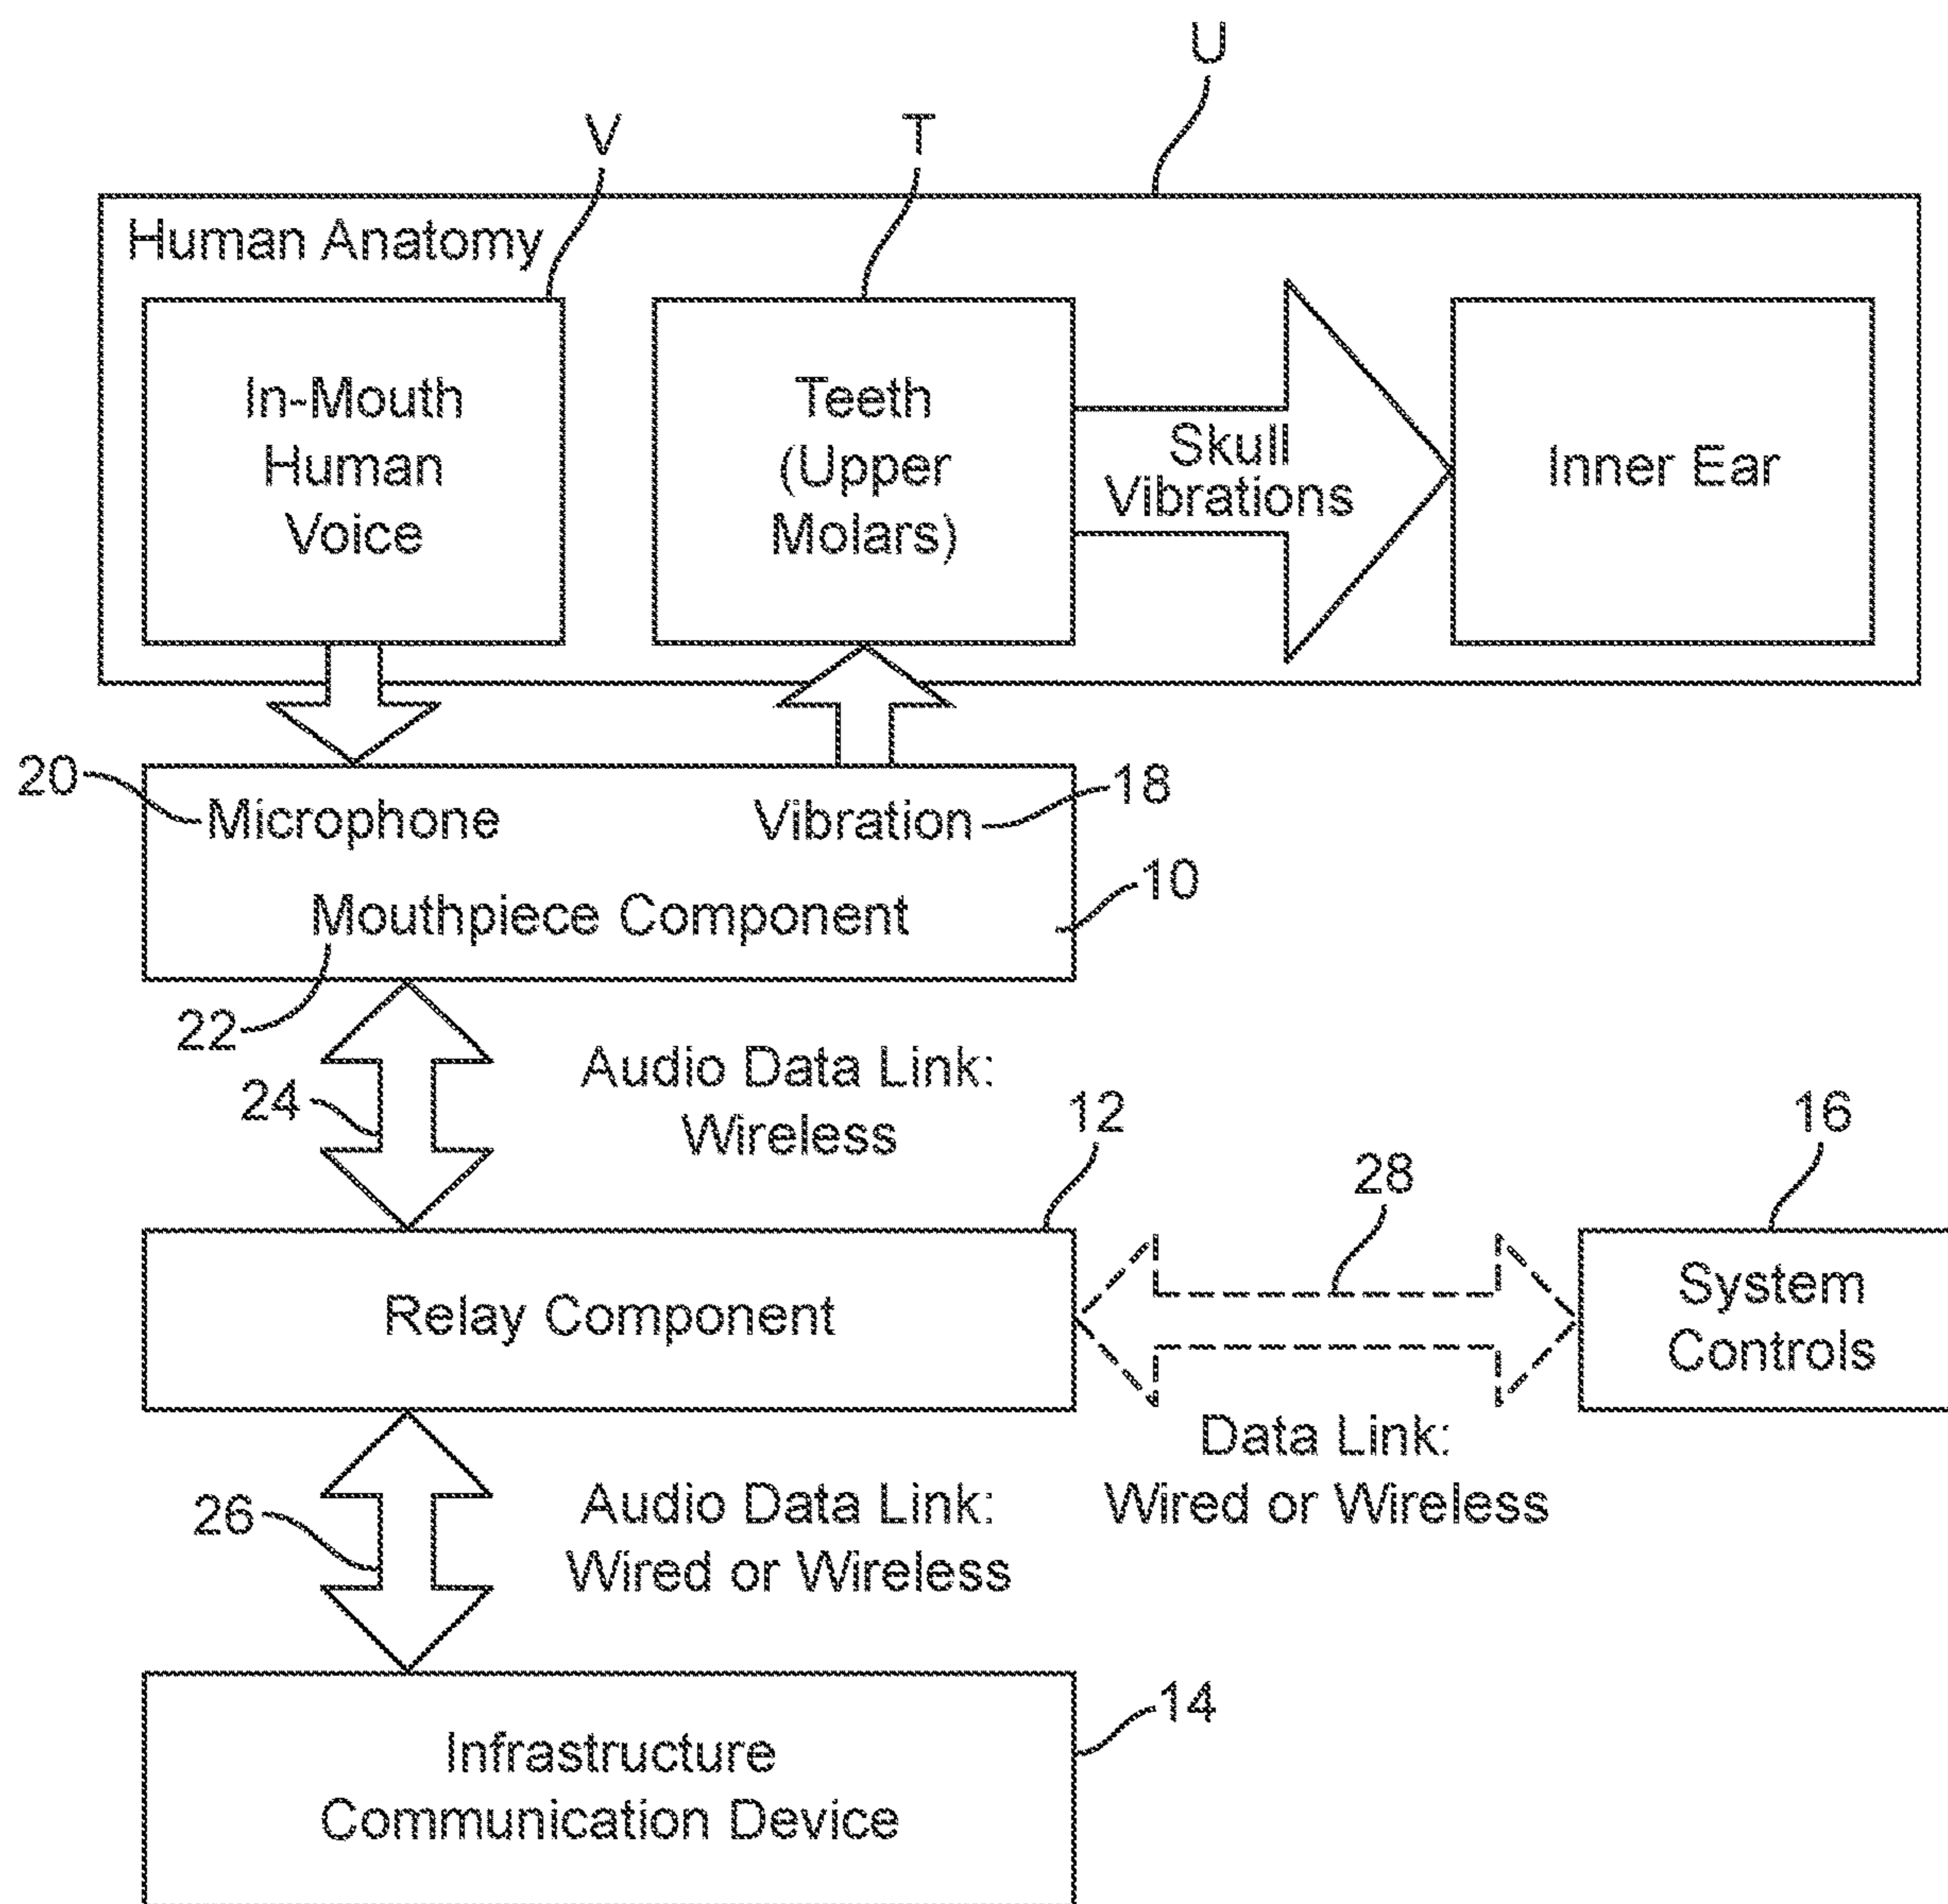 U
V
T
Human Anatomy
In-Mouth
Human
Voice
Teeth
(Upper
Molars)
Skull
Vibrations
Inner Ear
20
Microphone
Vibration
18
10
Mouthpiece Component
22
24
Audio Data Link:
Wireless
12
28
16
Relay Component
System
Controls
Data Link:
Wired or Wireless
26
Audio Data Link:
Wired or Wireless
14
Infrastructure
Communication Device